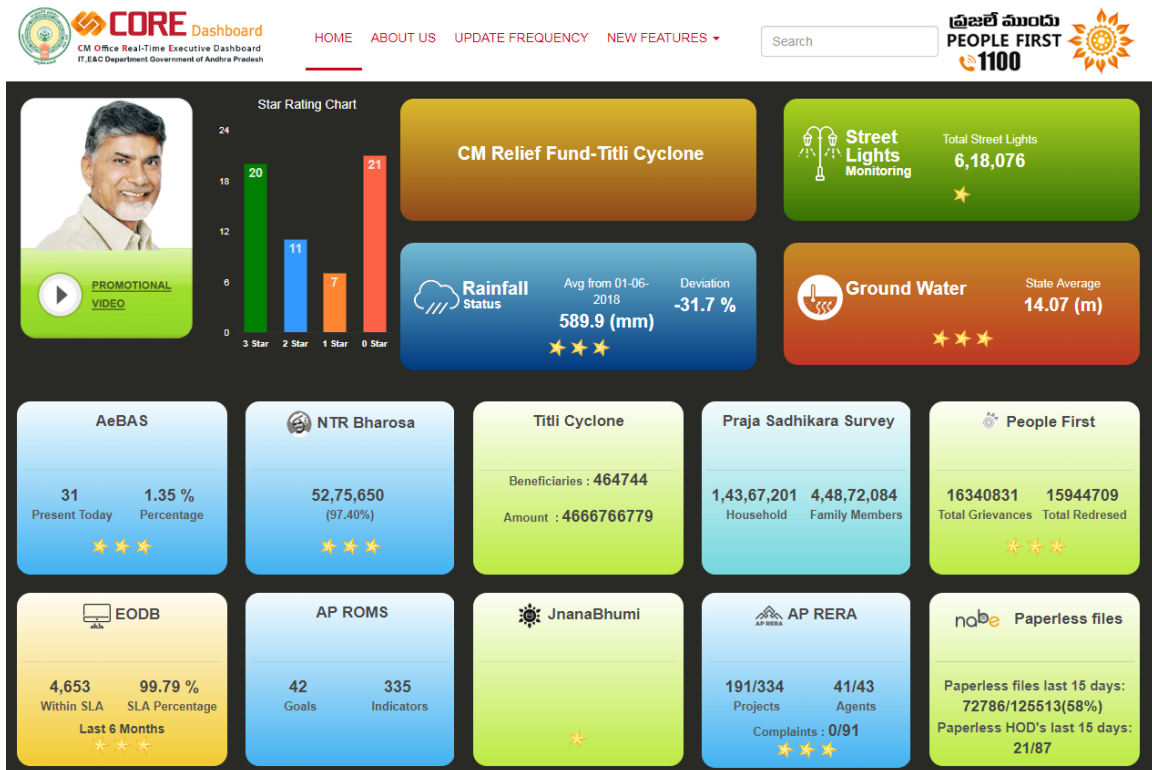 CORE Dashboard
CM Office Real-Time Executive Dashboard
IT,E&C Department Government of Andhra Pradesh
HOME ABOUT US UPDATE FREQUENCY NEW FEATURES
Search
ప్రజలే ముందు
PEOPLE FIRST
1100
PROMOTIONAL
VIDEO
Star Rating Chart
24
18
12
6
0
20
11
7
21
3 Star 2 Star 1 Star 0 Star
CM Relief Fund-Titli Cyclone
Street
Lights
Monitoring
Total Street Lights
6,18,076
Rainfall
Status
Avg from 01-06-
2018
589.9 (mm)
Deviation
-31.7 %
Ground Water
State Average
14.07 (m)
AeBAS
31 1.35 %
Present Today Percentage
NTR Bharosa
52,75,650
(97.40%)
Titli Cyclone
Beneficiaries : 464744
Amount : 4666766779
Praja Sadhikara Survey
1,43,67,201 4,48,72,084
Household Family Members
People First
16340831 15944709
Total Grievances Total Redresed
EODB
4,653 99.79 %
Within SLA SLA Percentage
Last 6 Months
AP ROMS
42 335
Goals Indicators
JnanaBhumi
AP RERA
AP RERA
191/334 41/43
Projects Agents
Complaints : 0/91
nabe Paperless files
Paperless files last 15 days:
72786/125513(58%)
Paperless HOD's last 15 days:
21/87